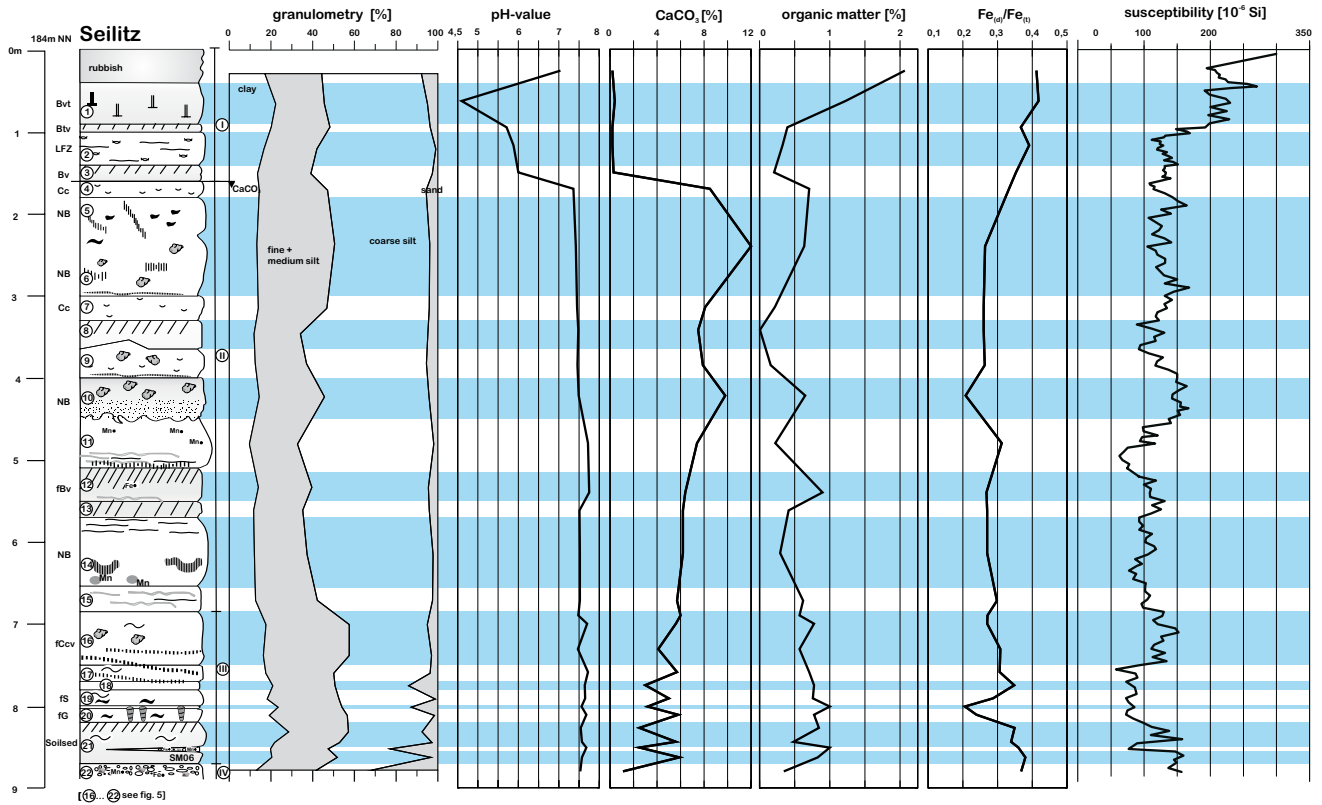 granulometry [%]
pH-value
CaCO3 [%]
organic matter [%]
Fe(d)/Fe(t)
susceptibility [10-6 Si]
184m NN
Seilitz
0 20 40 60 80 100
4,5 5 6 7 8
0 4 8 12
0 1 2
0,1 0,2 0,3 0,4 0,5
0 100 200 350
0m
rubbish
clay
Bvt
1
Btv
I
1
LFZ
2
Bv
3
Cc
4
CaCO3
sand
NB
5
2
coarse silt
fine +
medium silt
NB
6
3
Cc
7
8
II
9
4
NB
10
Mn
Mn
11
Mn
5
fBv
12
Fe
13
6
NB
14
Mn
Mn
15
7
fCcv
16
III
17
18
fS
19
8
fG
20
Soilsed
21
SM06
22
Mn
Fe
IV
9
[16... 22 see fig. 5]